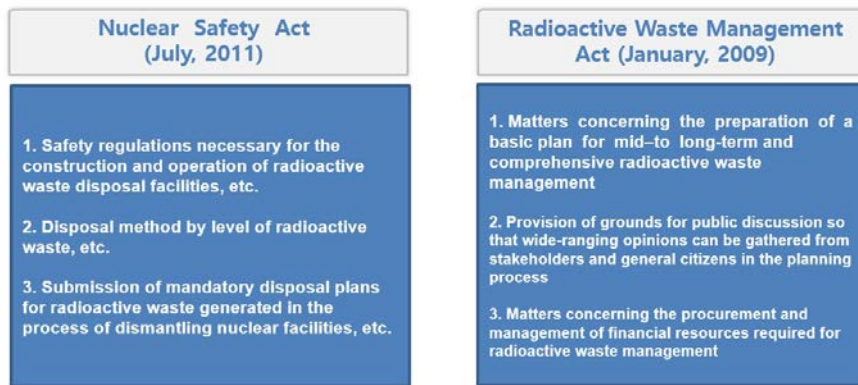 Nuclear Safety Act
(July, 2011)
1. Safety regulations necessary for the
construction and operation of radioactive
waste disposal facilities, etc.
2. Disposal method by level of radioactive
waste, etc.
3. Submission of mandatory disposal plans
for radioactive waste generated in the
process of dismantling nuclear facilities, etc.
Radioactive Waste Management
Act (January, 2009)
1. Matters concerning the preparation of a
basic plan for mid–to long-term and
comprehensive radioactive waste
management
2. Provision of grounds for public discussion so
that wide-ranging opinions can be gathered from
stakeholders and general citizens in the planning
process
3. Matters concerning the procurement and
management of financial resources required for
radioactive waste management